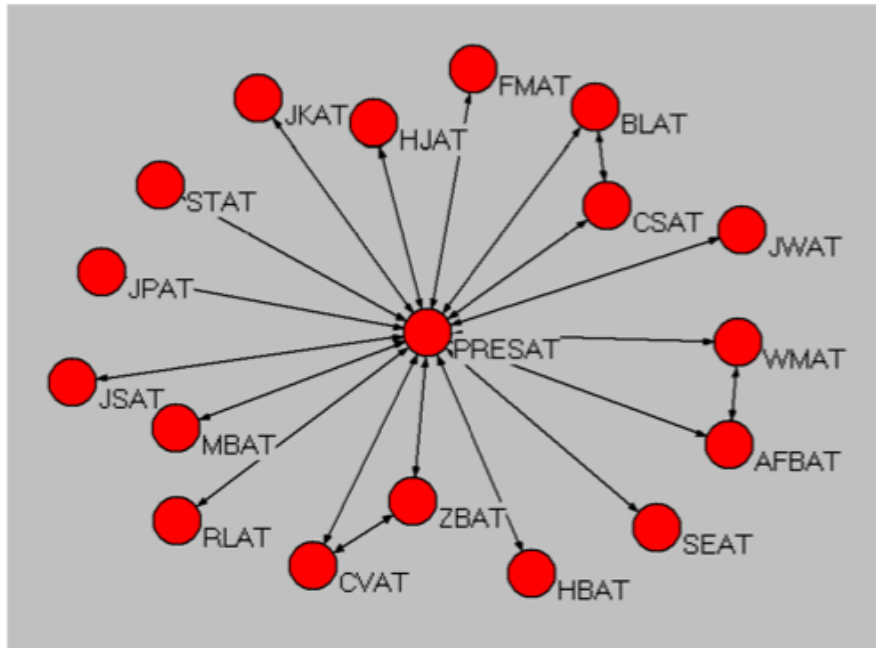 FMAT
JKAT
HJAT
BLAT
STAT
CSAT
JWAT
JPAT
PRESAT
WMAT
JSAT
MBAT
AFBAT
ZBAT
RLAT
SEAT
CVAT
HBAT